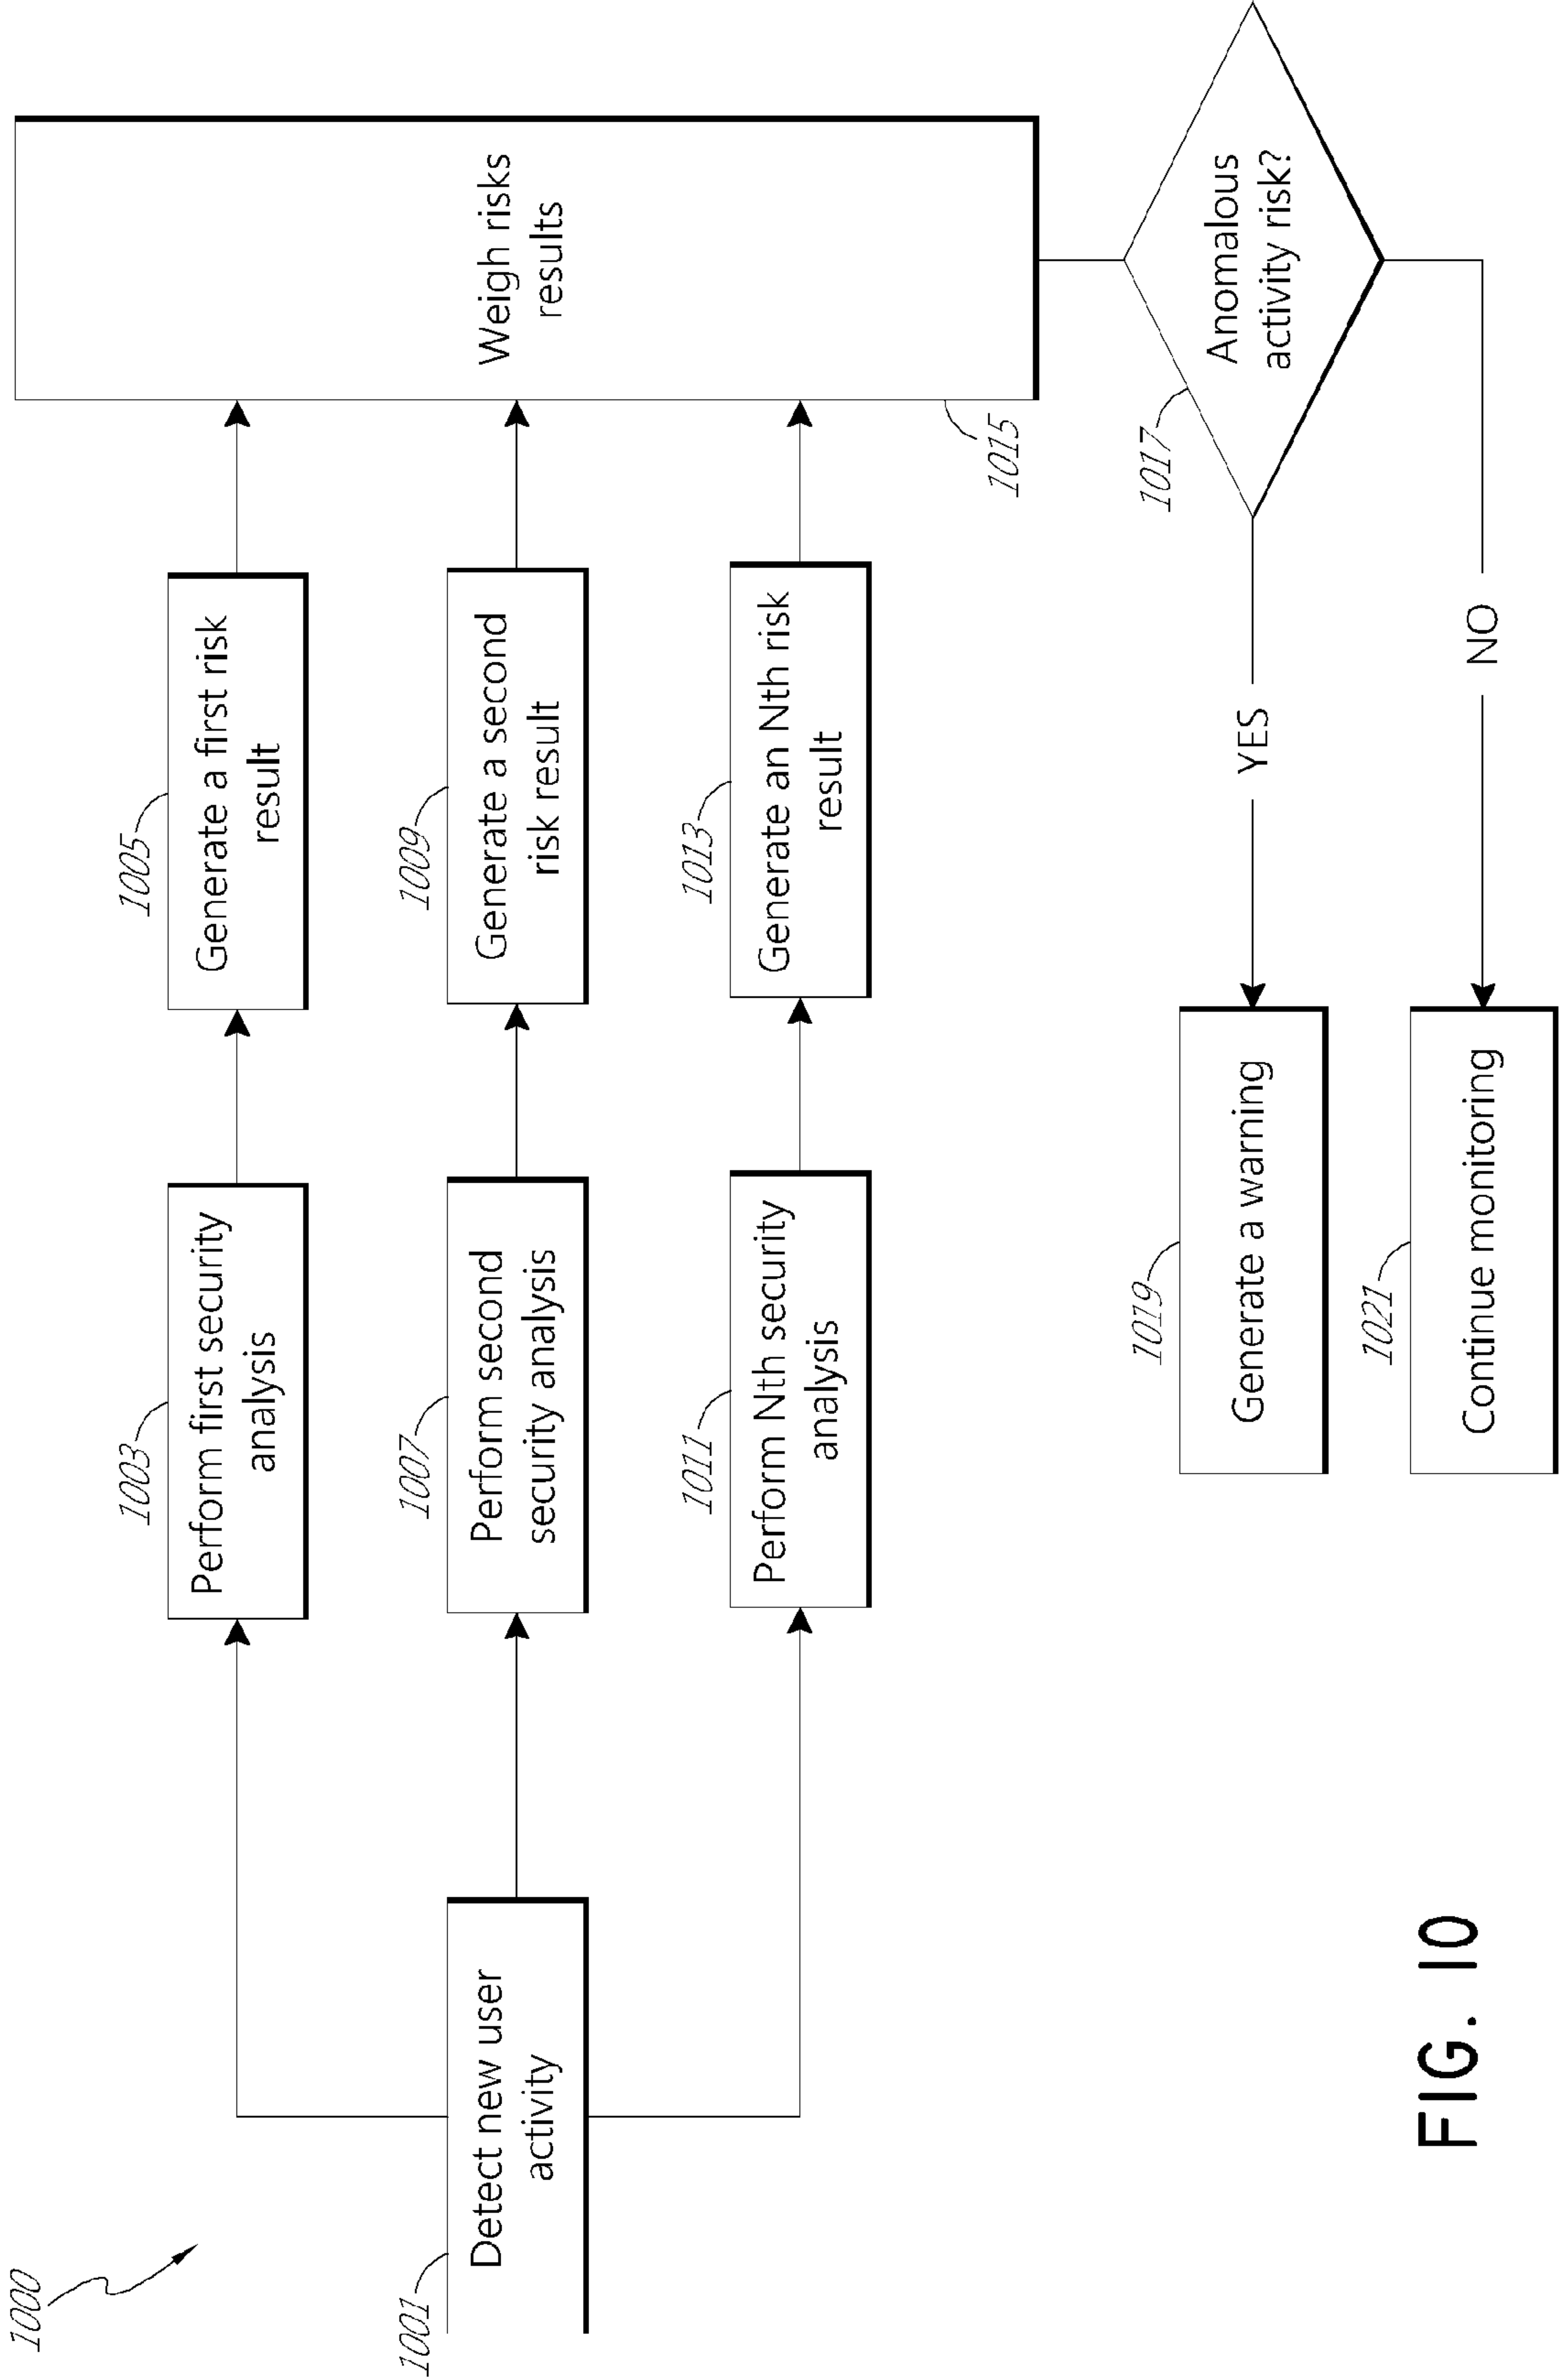 1000
1001
Detect new user
activity
1003
Perform first security
analysis
1005
Generate a first risk
result
1007
Perform second
security analysis
1009
Generate a second
risk result
1011
Perform Nth security
analysis
1013
Generate an Nth risk
result
Weigh risks
results
1015
1017
Anomalous
activity risk?
YES
1019
Generate a warning
NO
1021
Continue monitoring
FIG. 10